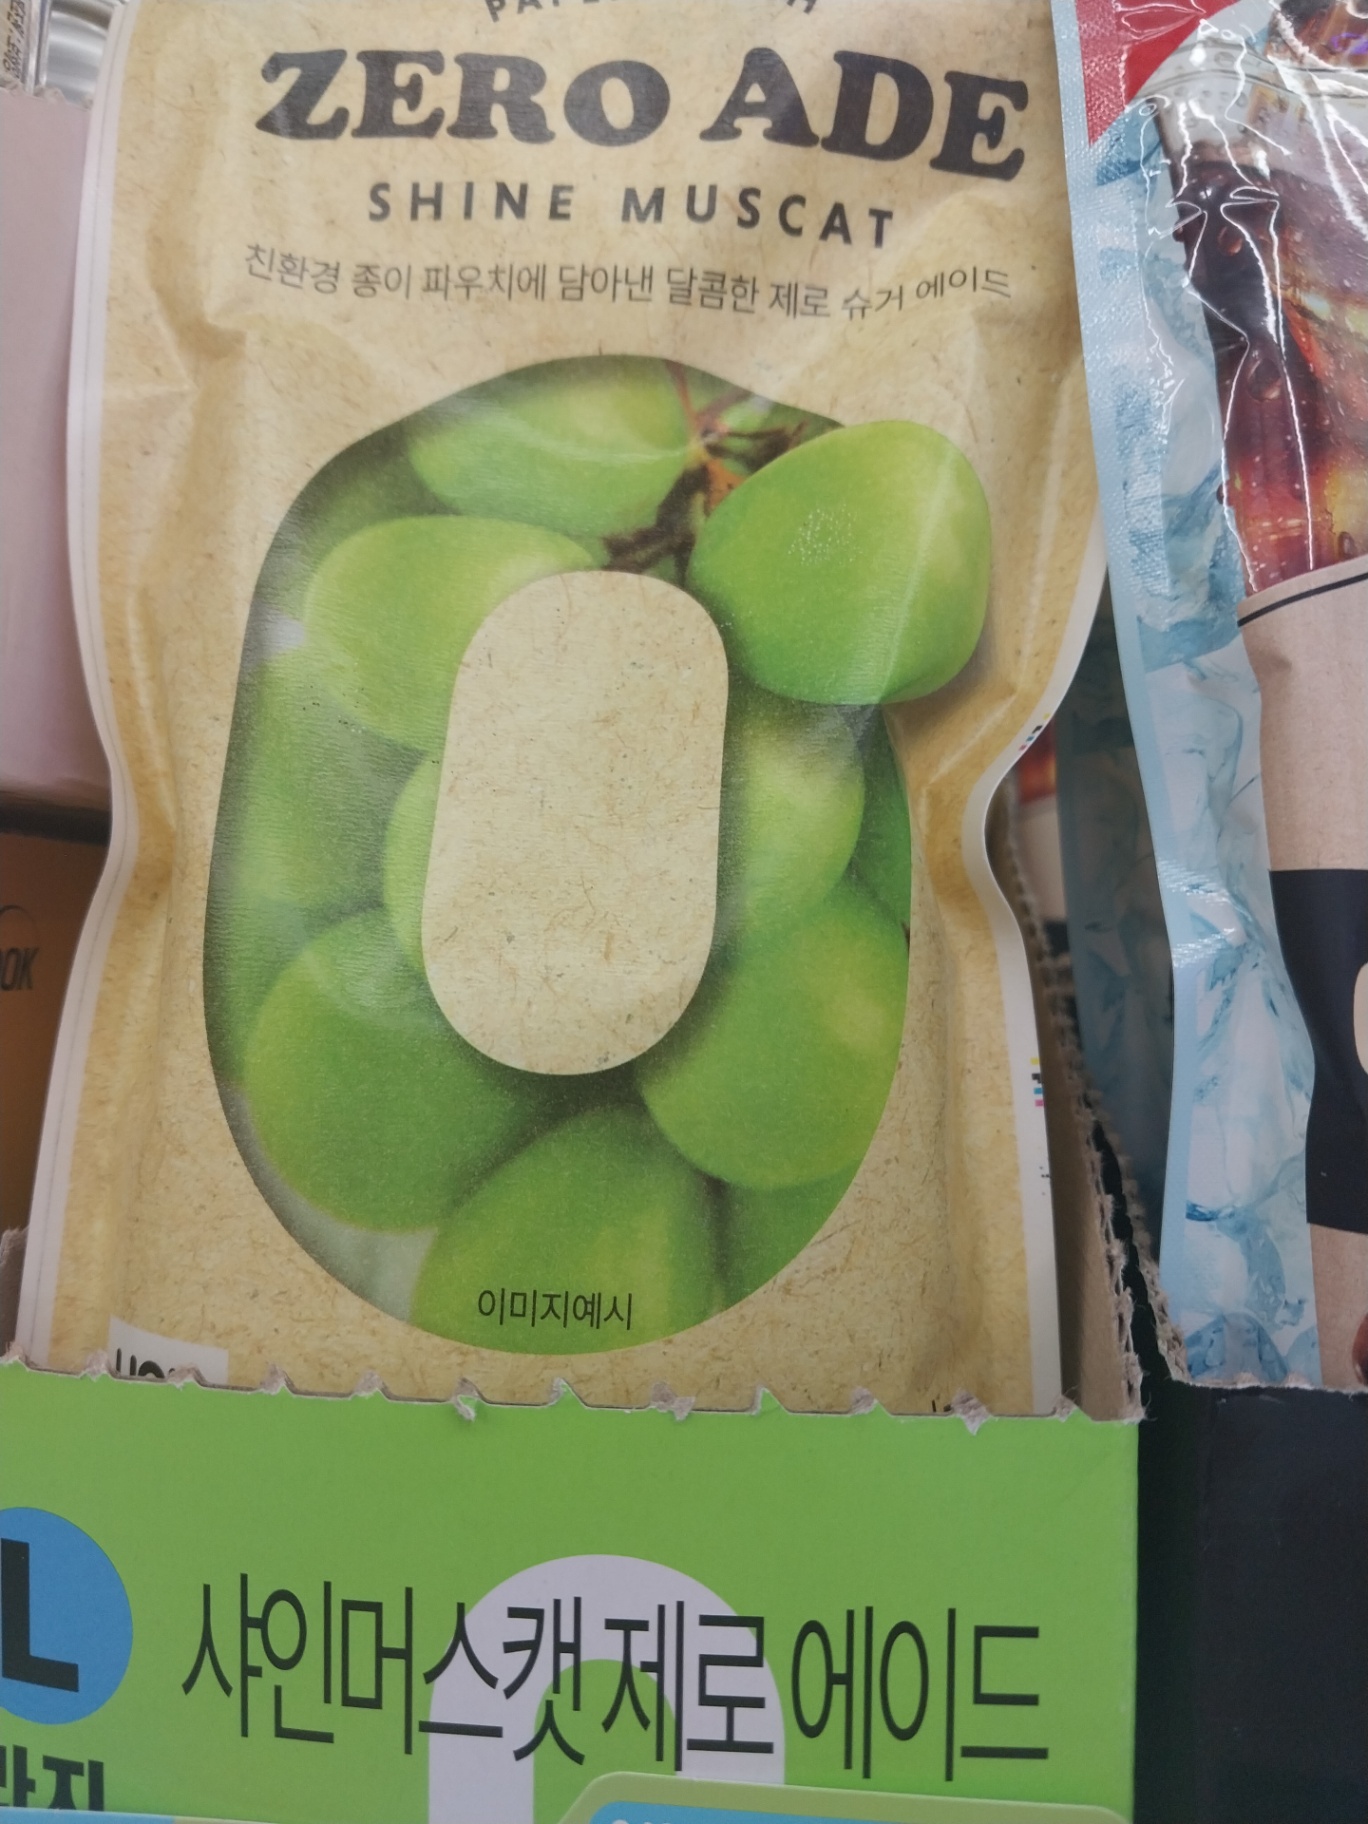 ZERO ADE
SHINE MUSCAT
친환경 종이 파우치에 담아낸 달콤한 제로 슈거 에이드
이미지예시
L
샤인머스캣 제로 에이드